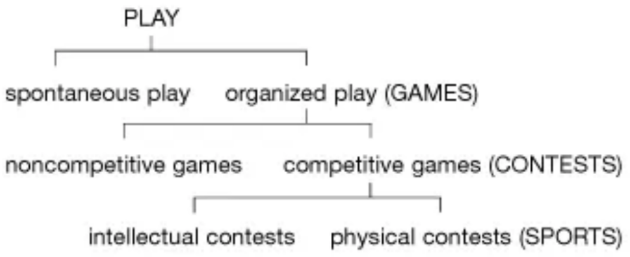 PLAY
spontaneous play organized play (GAMES)
noncompetitive games competitive games (CONTESTS)
intellectual contests physical contests (SPORTS)